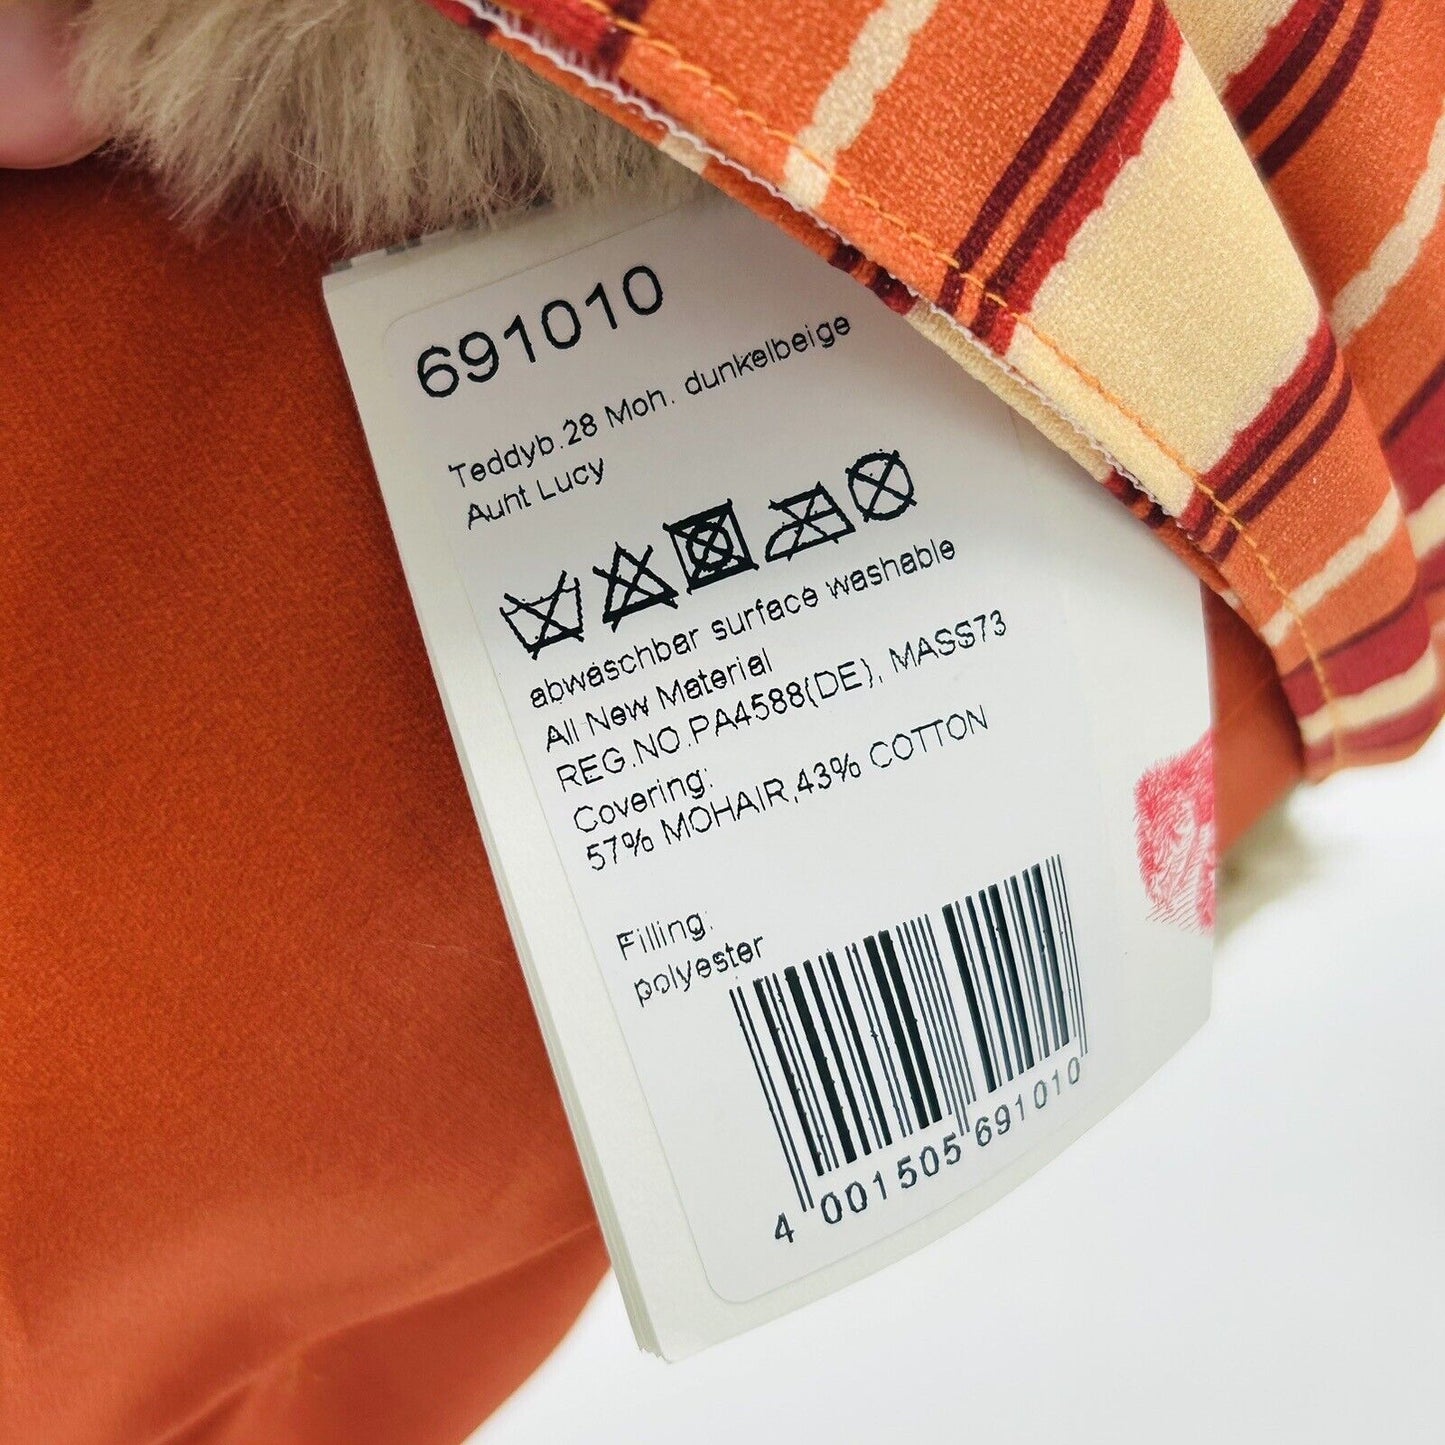 691010
Teddyb.28 Moh. dunkelbeige
Aunt Lucy
abwaschbar surface washable
All New Material
REG.NO.PA4588(DE), MASS73
Covering:
57% MOHAIR,43% COTTON
Filling:
polyester
4 001505 691010